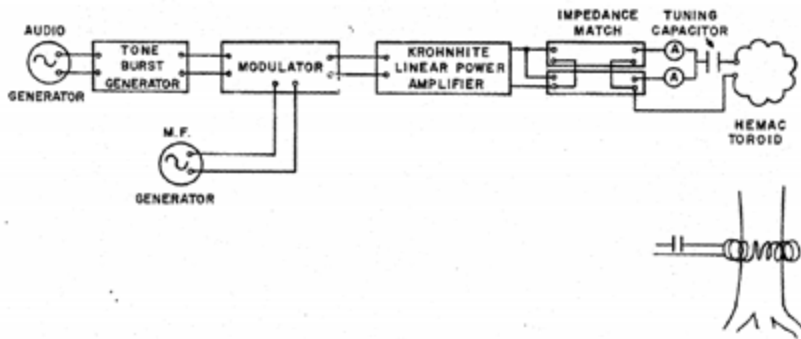 AUDIO
GENERATOR
TONE
BURST
GENERATOR
MODULATOR
M.F.
GENERATOR
KROHNHITE
LINEAR POWER
AMPLIFIER
IMPEDANCE
MATCH
A
A
TUNING
CAPACITOR
HEMAC
TOROID